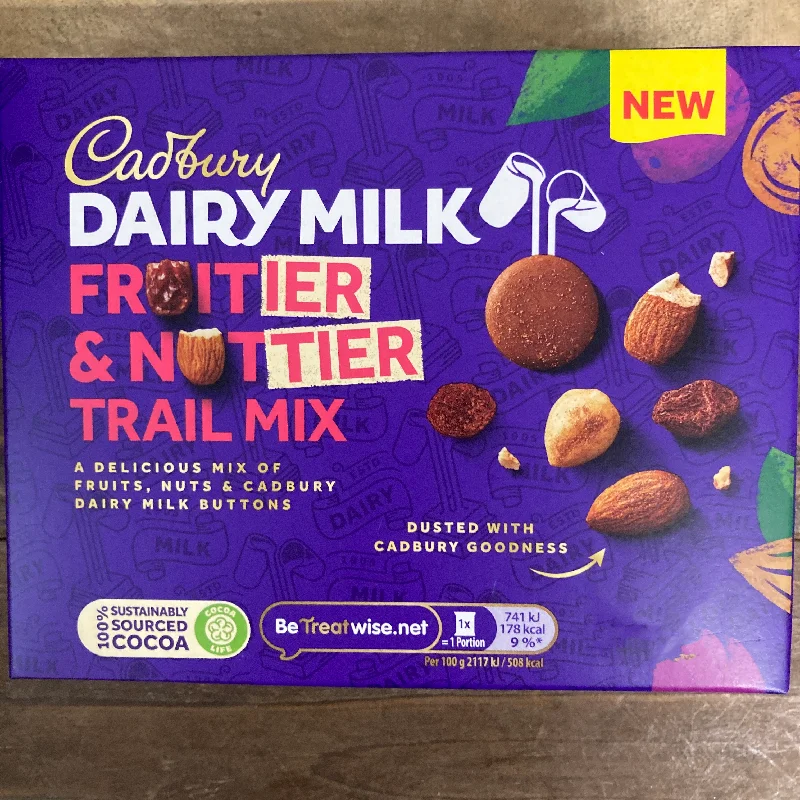 NEW
Cadbury
DAIRY MILK
FRUITIER
& NUTTIER
TRAIL MIX
A DELICIOUS MIX OF
FRUITS, NUTS & CADBURY
DAIRY MILK BUTTONS
DUSTED WITH
CADBURY GOODNESS
100% SUSTAINABLY
SOURCED
COCOA
COCOA
LIFE
BeTreatwise.net
1x
= 1 Portion
741 kJ
178 kcal
9 %*
Per 100 g 2117 kJ / 508 kcal